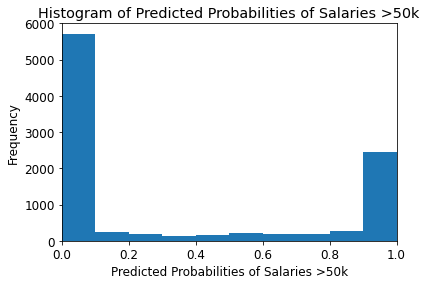 Histogram of Predicted Probabilities of Salaries >50k
6000
5000
4000
3000
2000
1000
0
Frequency
0.0 0.2 0.4 0.6 0.8 1.0
Predicted Probabilities of Salaries >50k